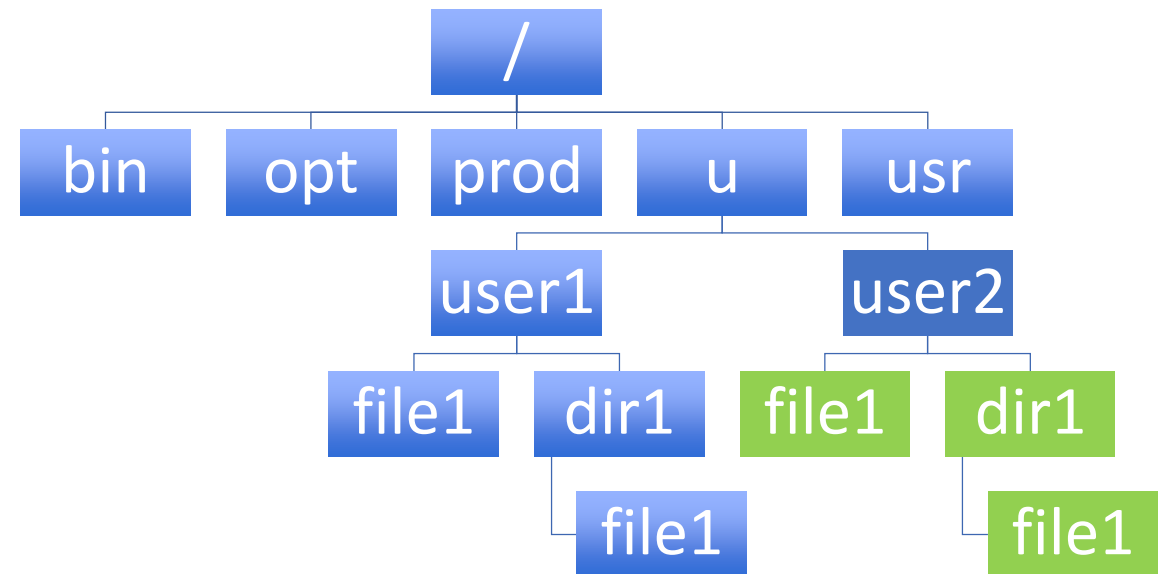 /
bin opt prod u usr
user1 user2
file1 dir1 file1 dir1
file1 file1